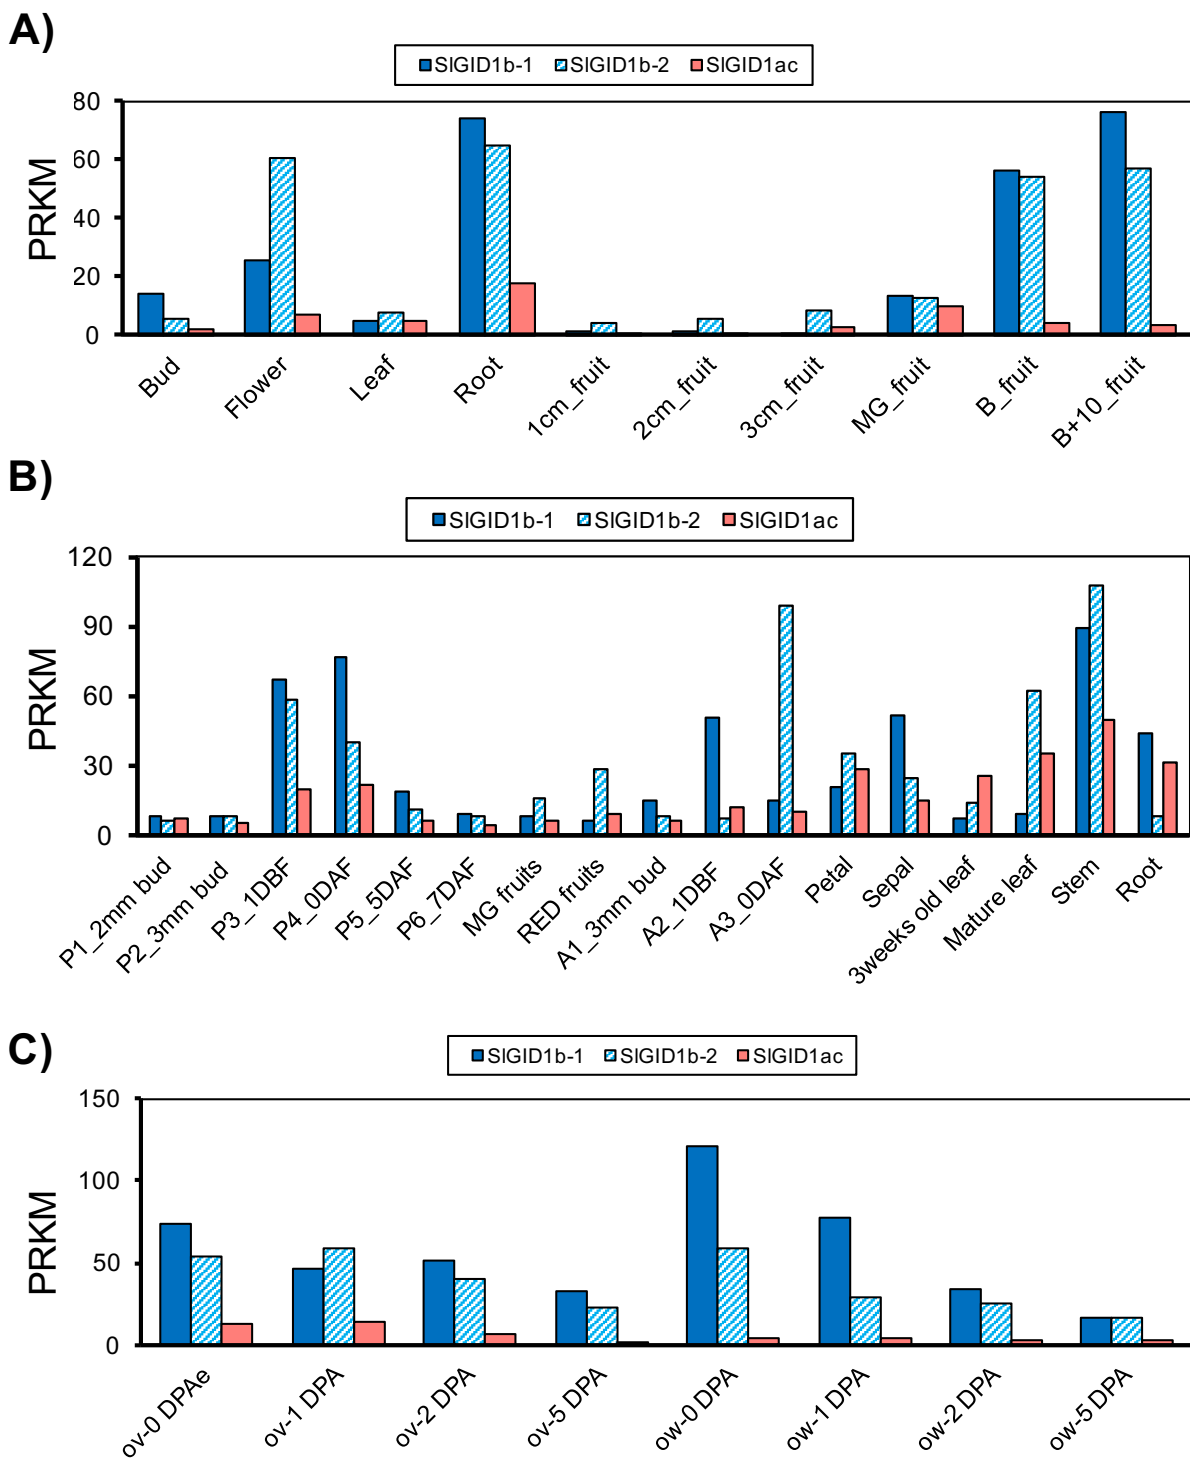 A)
SlGID1b-1 SlGID1b-2 SlGID1ac
80
60
40
20
0
PRKM
Bud Flower Leaf Root 1cm_fruit 2cm_fruit 3cm_fruit MG_fruit B_fruit B+10_fruit
B)
SlGID1b-1 SlGID1b-2 SlGID1ac
120
90
60
30
0
PRKM
P1_2mm bud P2_3mm bud P3_1DBF P4_0DAF P5_5DAF P6_7DAF MG fruits RED fruits A1_3mm bud A2_1DBF A3_0DAF Petal Sepal 3weeks old leaf Mature leaf Stem Root
C)
SlGID1b-1 SlGID1b-2 SlGID1ac
150
100
50
0
PRKM
ov-0 DPAe ov-1 DPA ov-2 DPA ov-5 DPA ow-0 DPA ow-1 DPA ow-2 DPA ow-5 DPA